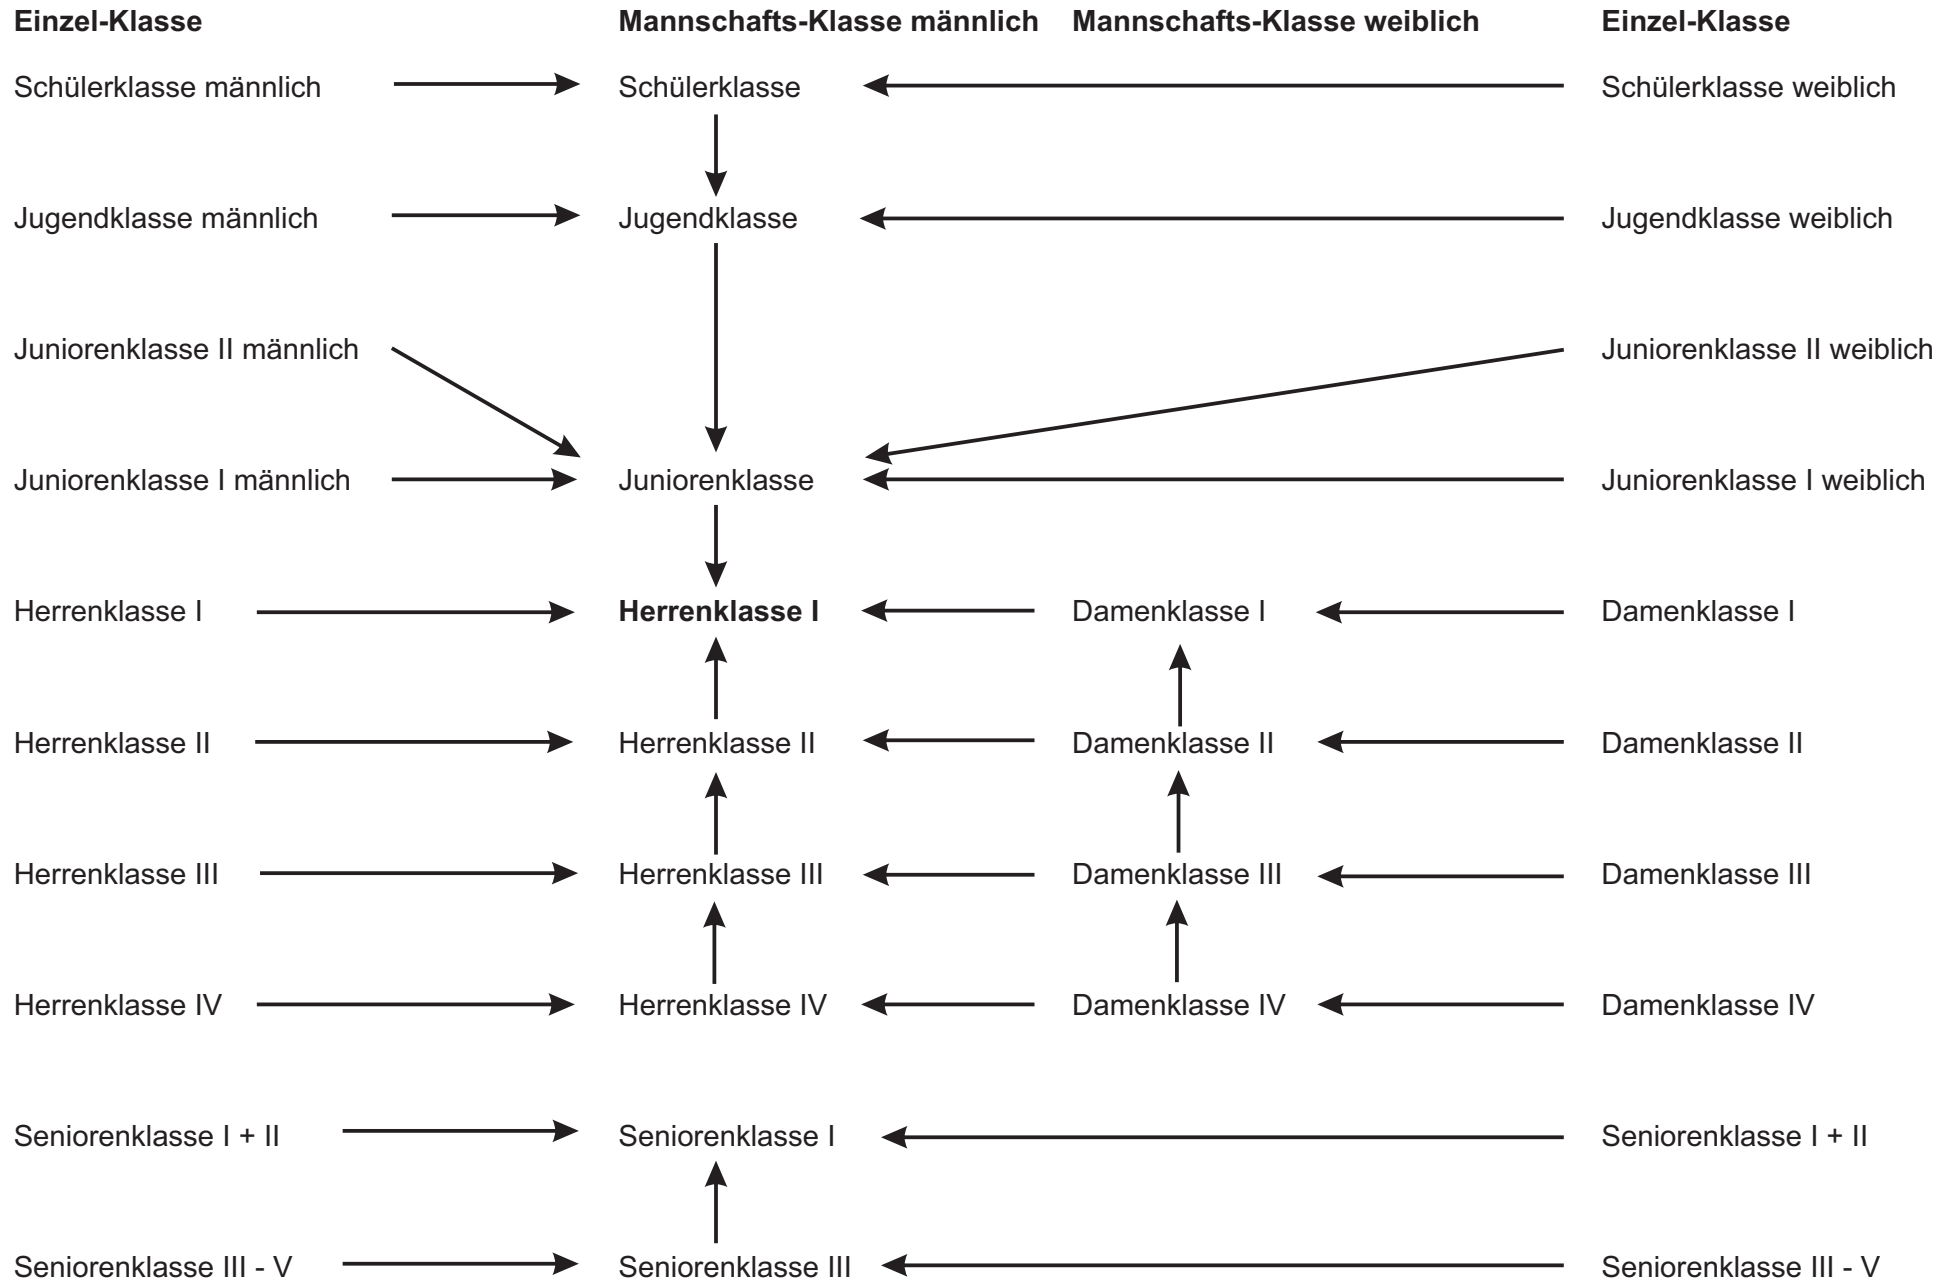 Einzel-Klasse Mannschafts-Klasse männlich Mannschafts-Klasse weiblich Einzel-Klasse
Schülerklasse männlich Schülerklasse Schülerklasse weiblich
Jugendklasse männlich Jugendklasse Jugendklasse weiblich
Juniorenklasse II männlich Juniorenklasse II weiblich
Juniorenklasse I männlich Juniorenklasse Juniorenklasse I weiblich
Herrenklasse I Herrenklasse I Damenklasse I Damenklasse I
Herrenklasse II Herrenklasse II Damenklasse II Damenklasse II
Herrenklasse III Herrenklasse III Damenklasse III Damenklasse III
Herrenklasse IV Herrenklasse IV Damenklasse IV Damenklasse IV
Seniorenklasse I + II Seniorenklasse I Seniorenklasse I + II
Seniorenklasse III - V Seniorenklasse III Seniorenklasse III - V